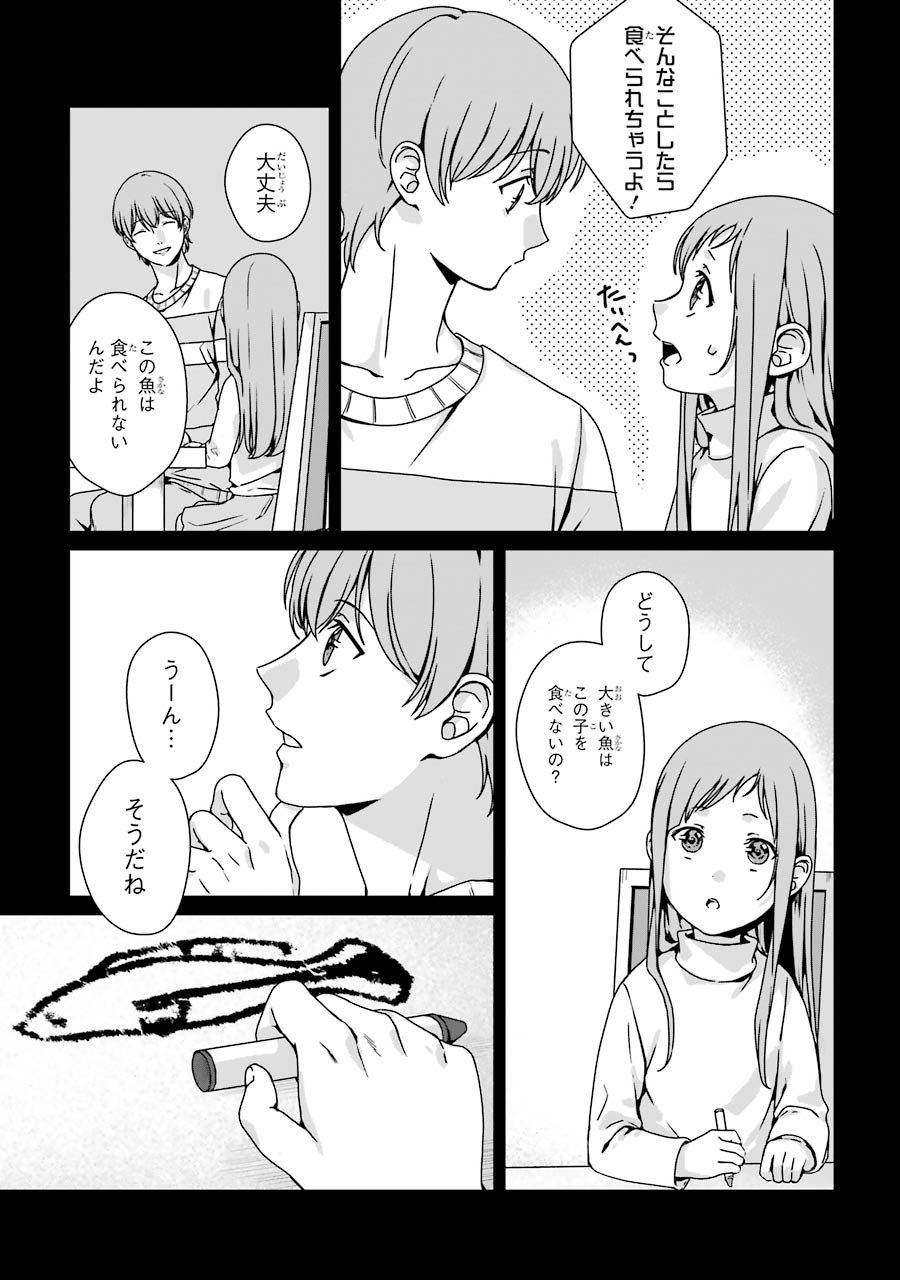 そんなことしたら
食べられちゃうよ!
たいへんっ
大丈夫
この魚は
食べられない
んだよ
どうして
大きい魚は
この子を
食べないの?
うーん…
そうだね